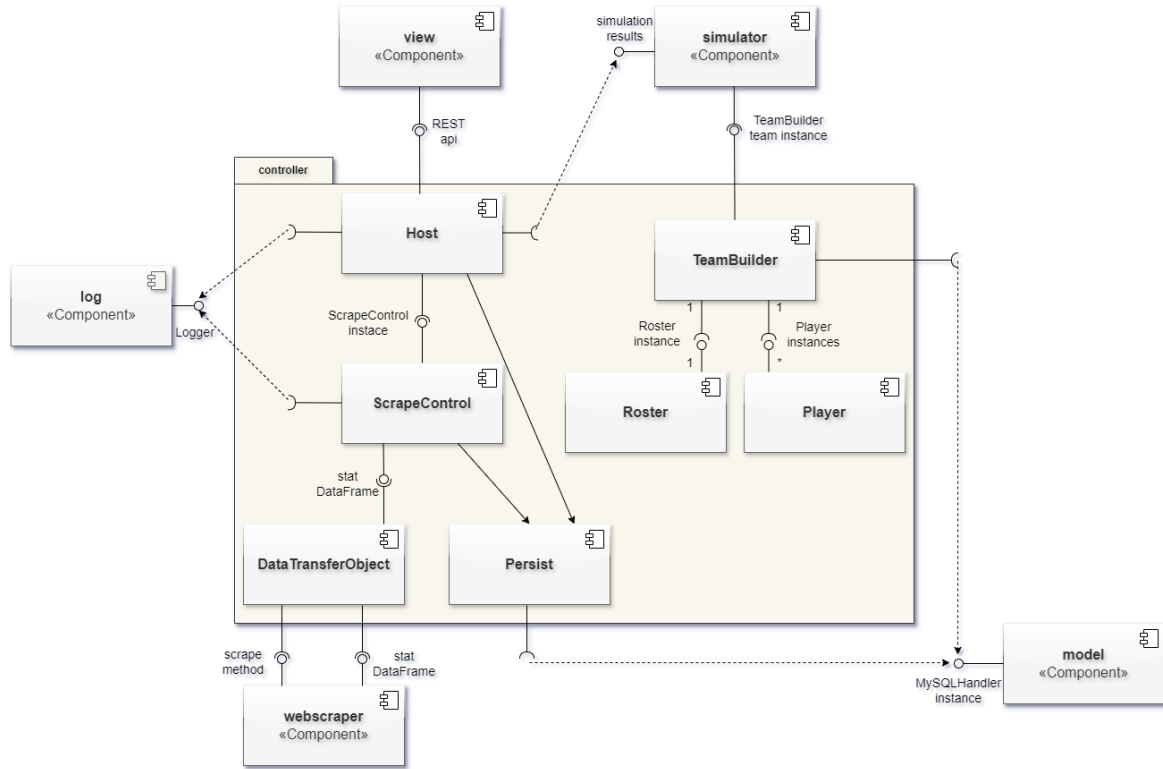 view
«Component»
simulation
results
simulator
«Component»
REST
api
TeamBuilder
team instance
controller
Host
TeamBuilder
log
«Component»
Logger
ScrapeControl
instace
1
1
Roster
instance
Player
instances
1
*
ScrapeControl
Roster
Player
stat
DataFrame
DataTransferObject
Persist
scrape
method
stat
DataFrame
model
«Component»
MySQLHandler
instance
webscraper
«Component»